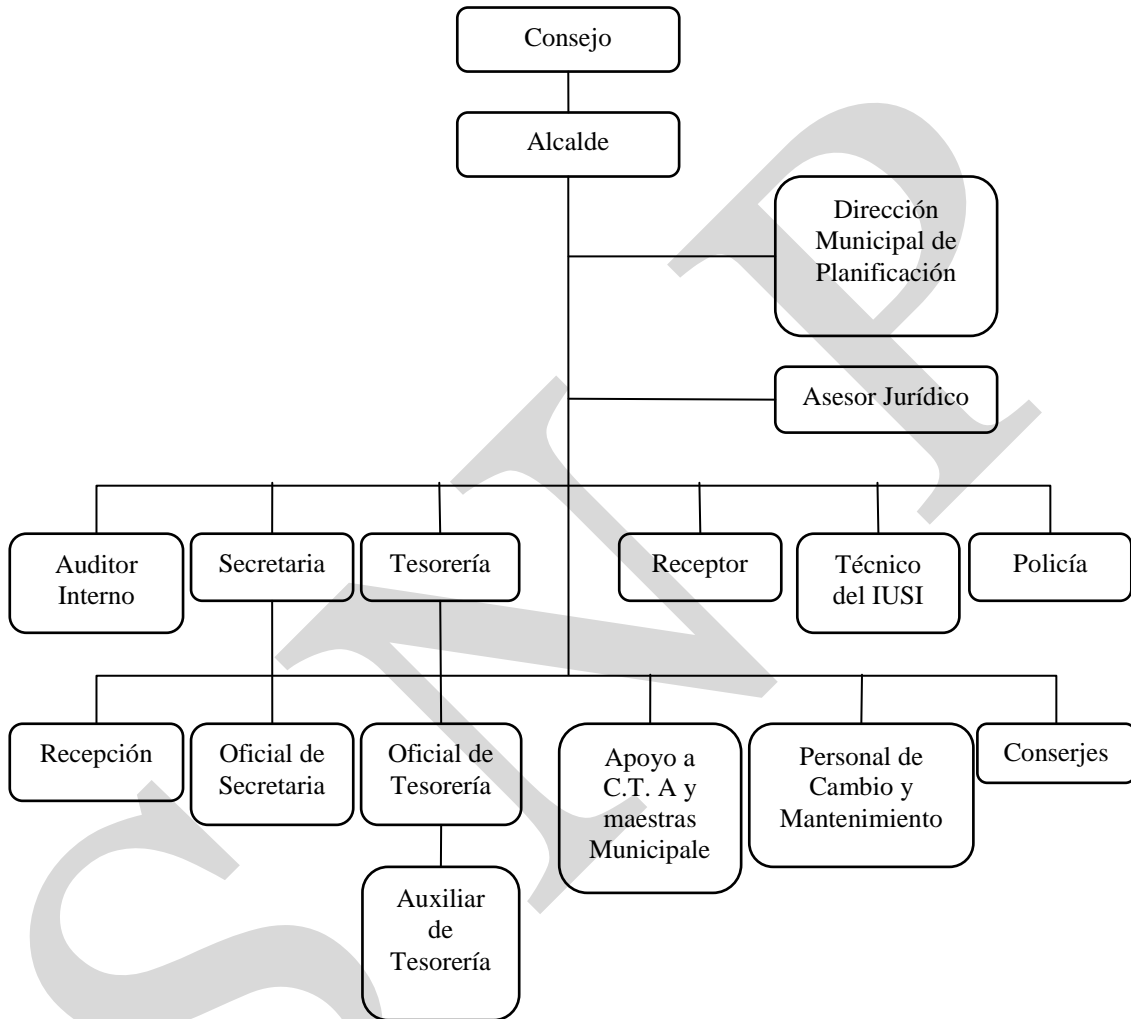 Consejo
Alcalde
Dirección
Municipal de
Planificación
Asesor Jurídico
Auditor
Interno
Secretaria
Tesorería
Receptor
Técnico
del IUSI
Policía
Recepción
Oficial de
Secretaria
Oficial de
Tesorería
Apoyo a
C.T. A y
maestras
Municipale
Personal de
Cambio y
Mantenimiento
Conserjes
Auxiliar
de
Tesorería
SNP